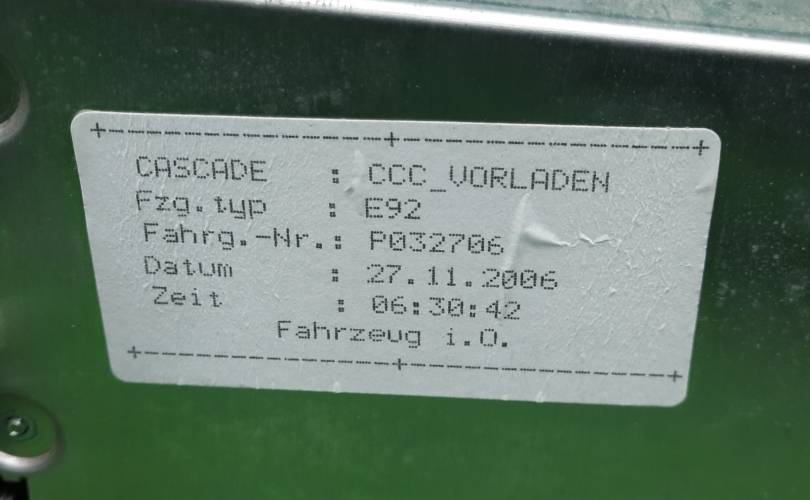 +--------------------+--------------------+
CASCADE : CCC_VORLADEN
Fzg.typ : E92
Fahrg.-Nr.: P032706
Datum : 27.11.2006
Zeit : 06:30:42
Fahrzeug i.O.
+--------------------+--------------------+